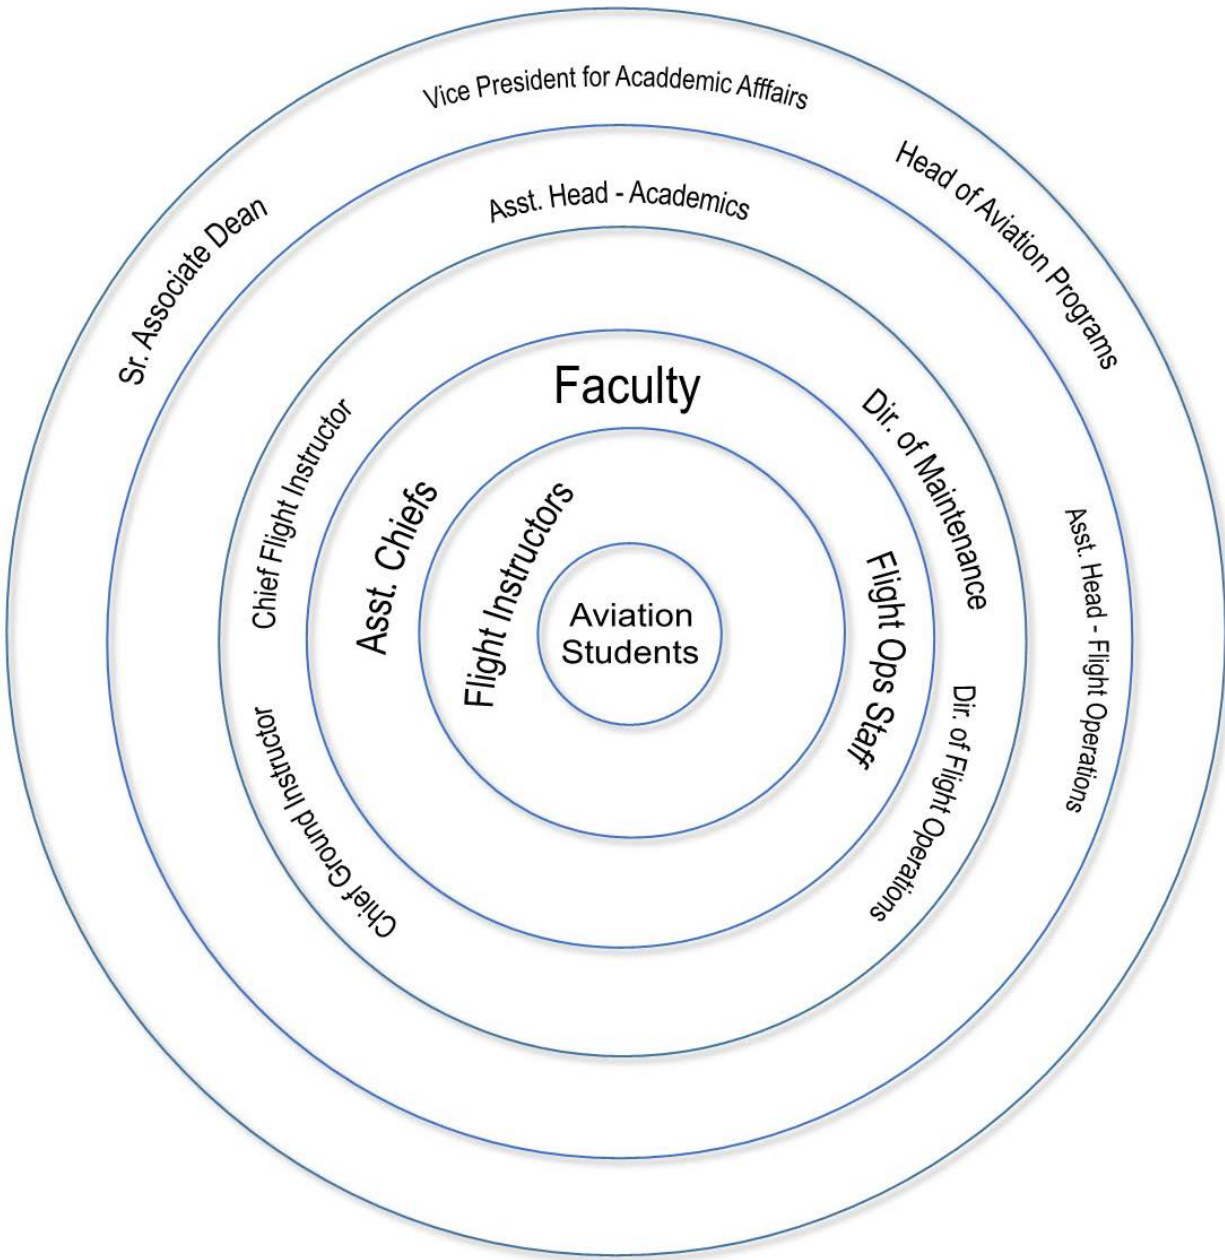 Vice President for Acaddemic Afffairs
Head of Aviation Programs
Sr. Associate Dean
Asst. Head - Academics
Asst. Head - Flight Operations
Chief Flight Instructor
Dir. of Maintenance
Chief Ground Instructor
Dir. of Flight Operations
Faculty
Asst. Chiefs
Flight Ops Staff
Flight Instructors
Aviation
Students